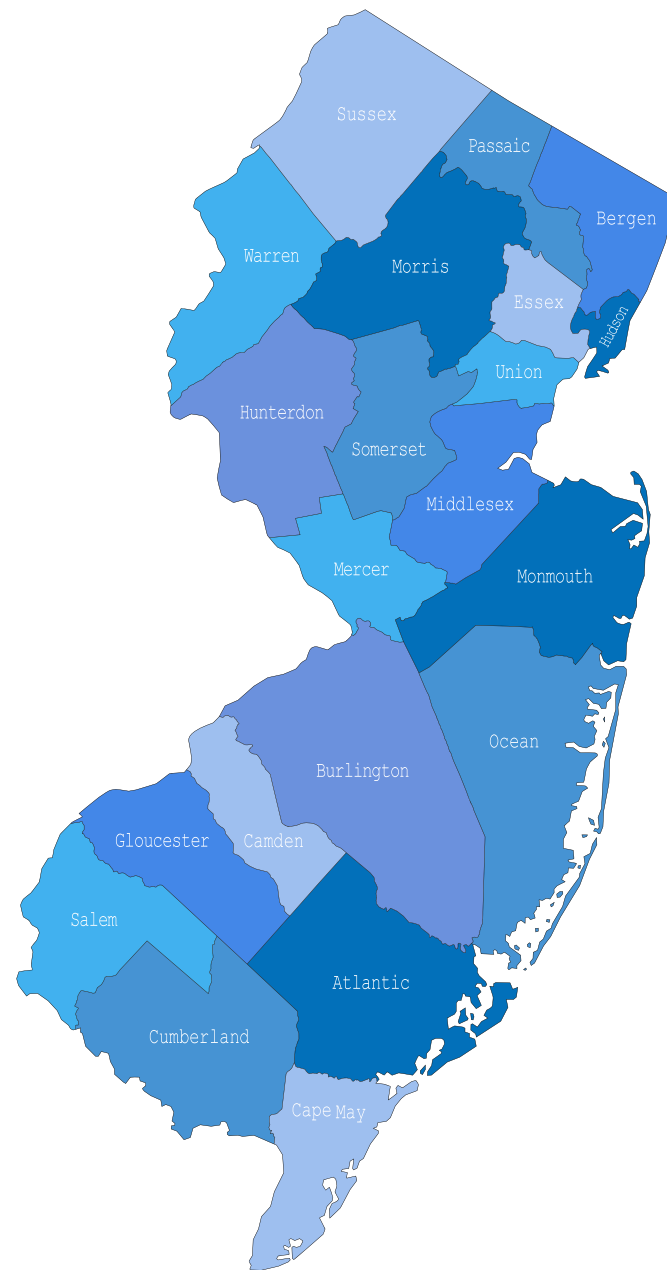 Sussex
Passaic
Bergen
Warren
Morris
Essex
Hudson
Union
Hunterdon
Somerset
Middlesex
Mercer
Monmouth
Ocean
Burlington
Gloucester
Camden
Salem
Atlantic
Cumberland
Cape May